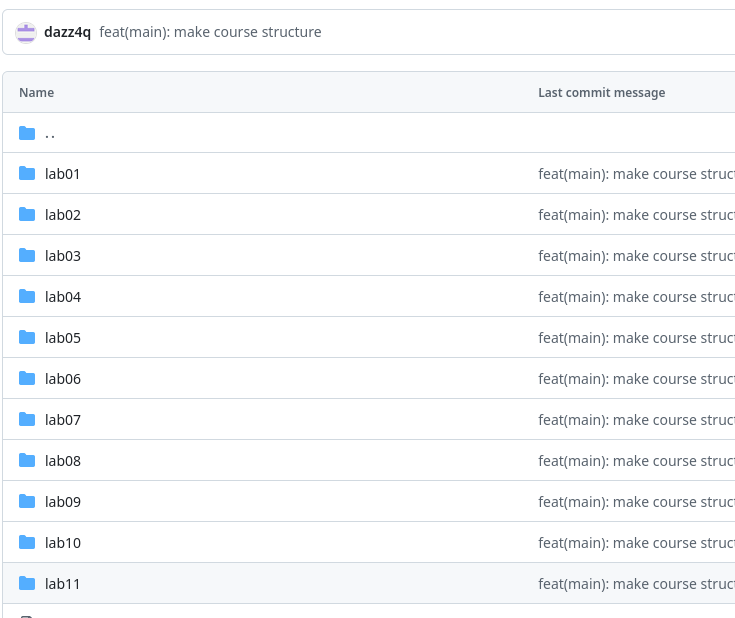 dazz4q feat(main): make course structure
Name Last commit message
..
lab01 feat(main): make course struct
lab02 feat(main): make course struct
lab03 feat(main): make course struct
lab04 feat(main): make course struct
lab05 feat(main): make course struct
lab06 feat(main): make course struct
lab07 feat(main): make course struct
lab08 feat(main): make course struct
lab09 feat(main): make course struct
lab10 feat(main): make course struct
lab11 feat(main): make course struct